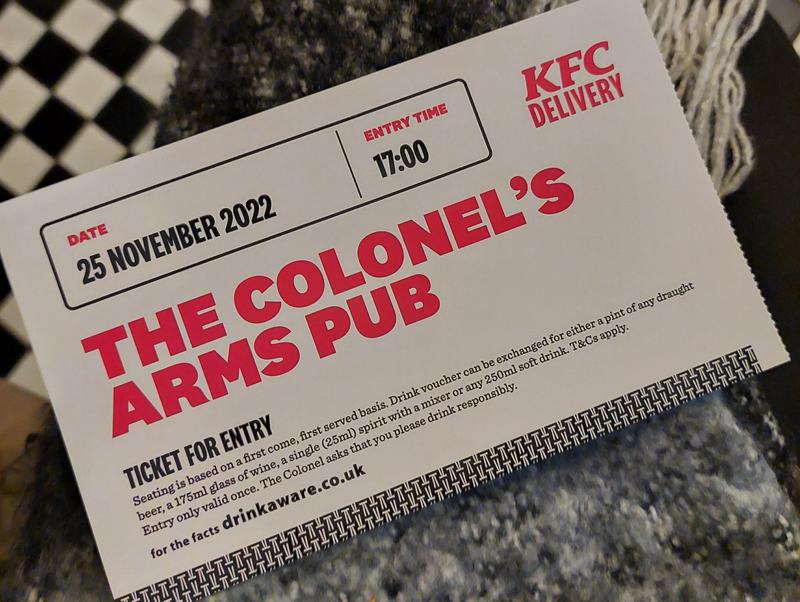 KFC
DELIVERY
DATE
25 NOVEMBER 2022
ENTRY TIME
17:00
THE COLONEL'S
ARMS PUB
TICKET FOR ENTRY
Seating is based on a first come, first served basis. Drink voucher can be exchanged for either a pint of any draught
beer, a 175ml glass of wine, a single (25ml) spirit with a mixer or any 250ml soft drink. T&Cs apply.
Entry only valid once. The Colonel asks that you please drink responsibly.
for the facts drinkaware.co.uk